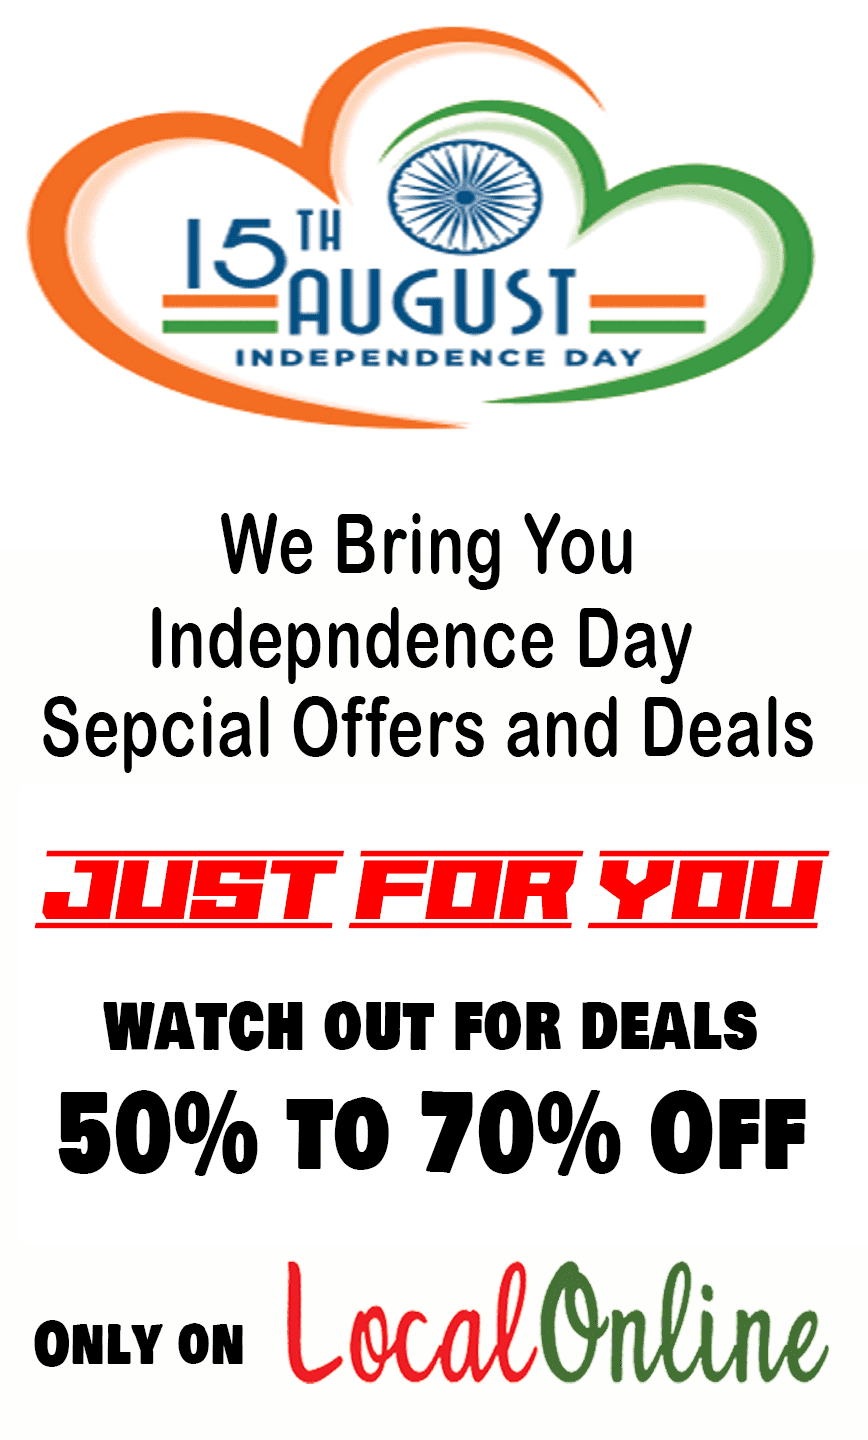 15TH
AUGUST
INDEPENDENCE DAY
We Bring You
Indepndence Day
Sepcial Offers and Deals
JUST FOR YOU
WATCH OUT FOR DEALS
50% TO 70% OFF
ONLY ON LocalOnline